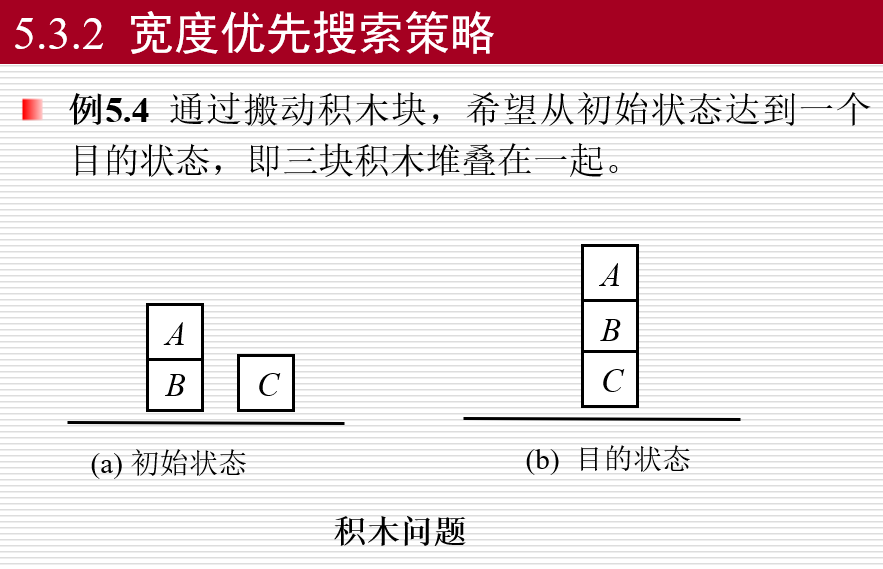 5.3.2 宽度优先搜索策略
例5.4 通过搬动积木块，希望从初始状态达到一个
目的状态，即三块积木堆叠在一起。
A
B
C
(a) 初始状态
A
B
C
(b) 目的状态
积木问题